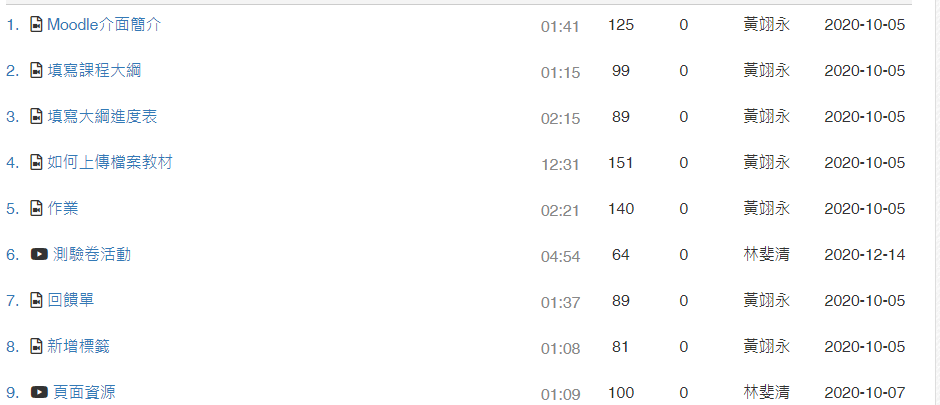 1. Moodle介面簡介 01:41 125 0 黃翊永 2020-10-05
2. 填寫課程大綱 01:15 99 0 黃翊永 2020-10-05
3. 填寫大綱進度表 02:15 89 0 黃翊永 2020-10-05
4. 如何上傳檔案教材 12:31 151 0 黃翊永 2020-10-05
5. 作業 02:21 140 0 黃翊永 2020-10-05
6. 測驗卷活動 04:54 64 0 林斐清 2020-12-14
7. 回饋單 01:37 89 0 黃翊永 2020-10-05
8. 新增標籤 01:08 81 0 黃翊永 2020-10-05
9. 頁面資源 01:09 100 0 林斐清 2020-10-07